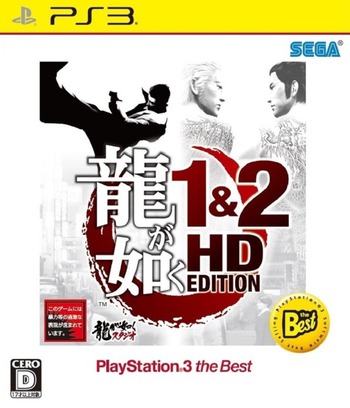 PS3
SEGA
龍が如く
1&2
HD
EDITION
TM
このゲームには
暴力等の過激な
表現が含まれて
います。
龍が如くスタジオ
the Best
CERO
D
17才以上対象
PlayStation®3 the Best